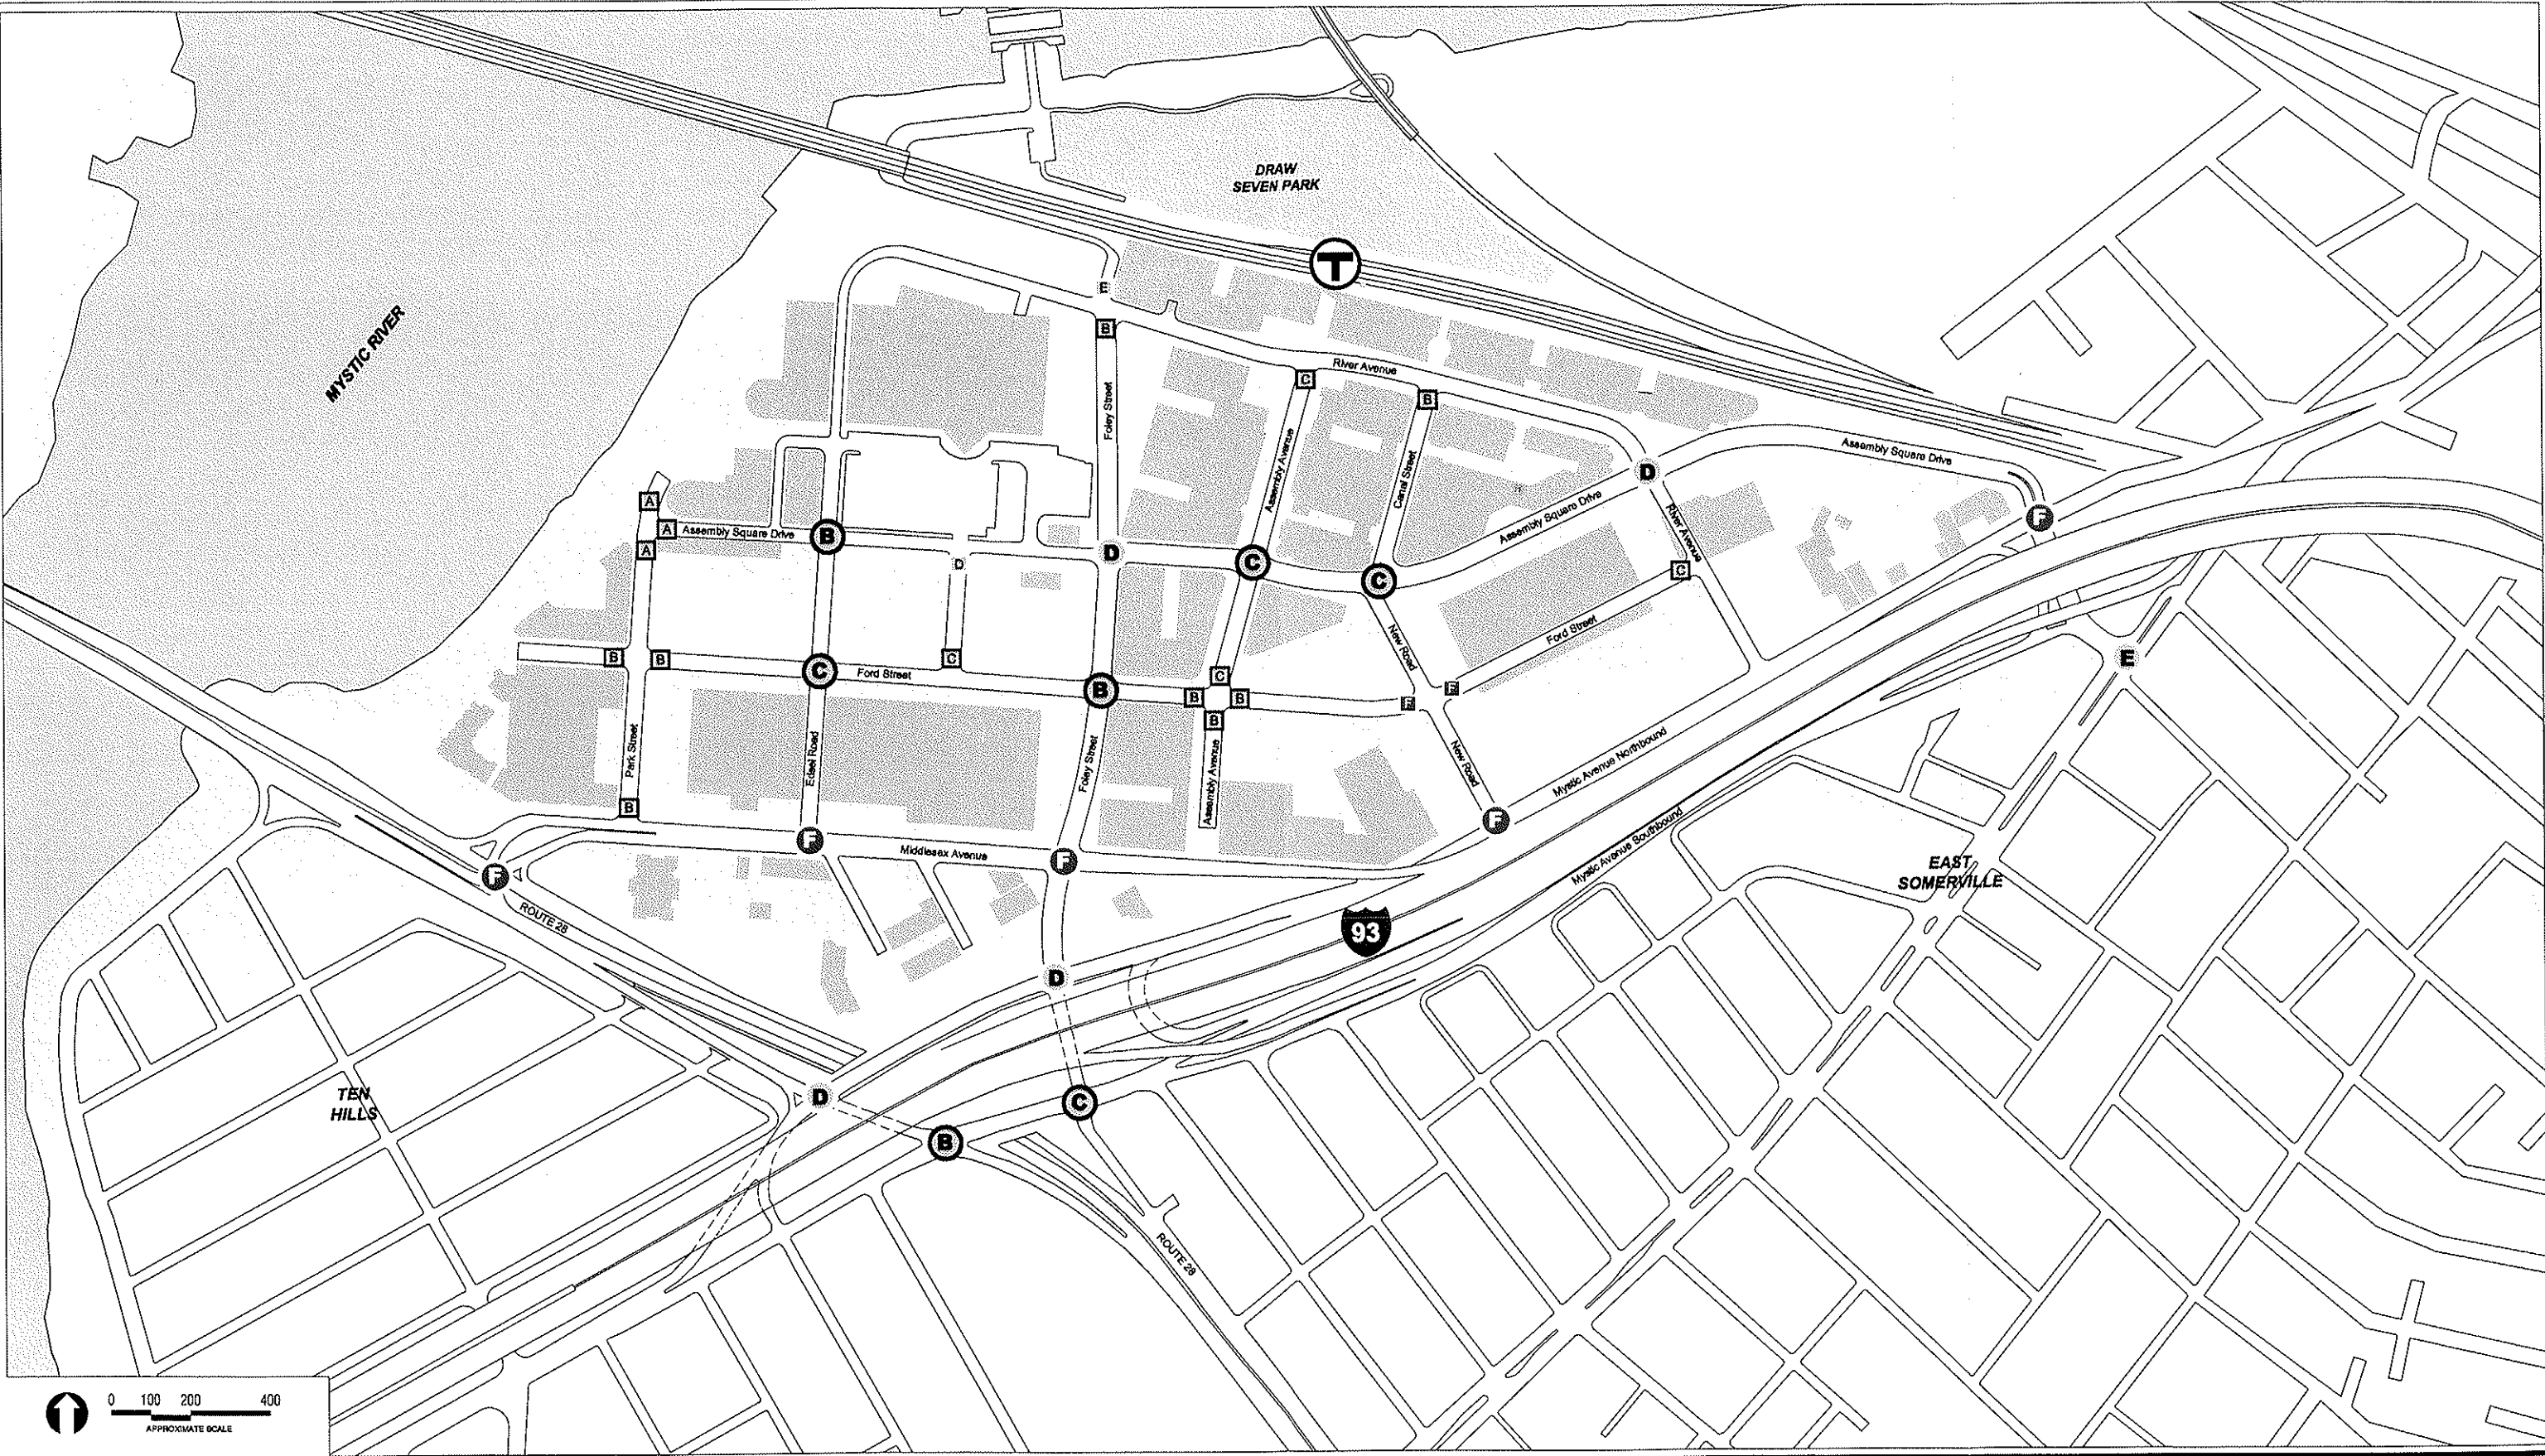 DRAW
SEVEN PARK
T
MYSTIC RIVER
E
B
River Avenue
C
B
Foley Street
Assembly Avenue
Canal Street
D
Assembly Square Drive
A
A
Assembly Square Drive
A
B
D
D
C
C
Assembly Square Drive
River Avenue
F
C
B
B
C
Ford Street
C
B
B
C
B
B
New Road
Ford Street
E
Park Street
Edsel Road
Foley Street
Assembly Avenue
New Road
Mystic Avenue Northbound
B
F
Middlesex Avenue
F
F
Mystic Avenue Southbound
EAST
SOMERVILLE
F
ROUTE 28
93
D
TEN
HILLS
D
C
B
ROUTE 28
0 100 200 400
APPROXIMATE SCALE